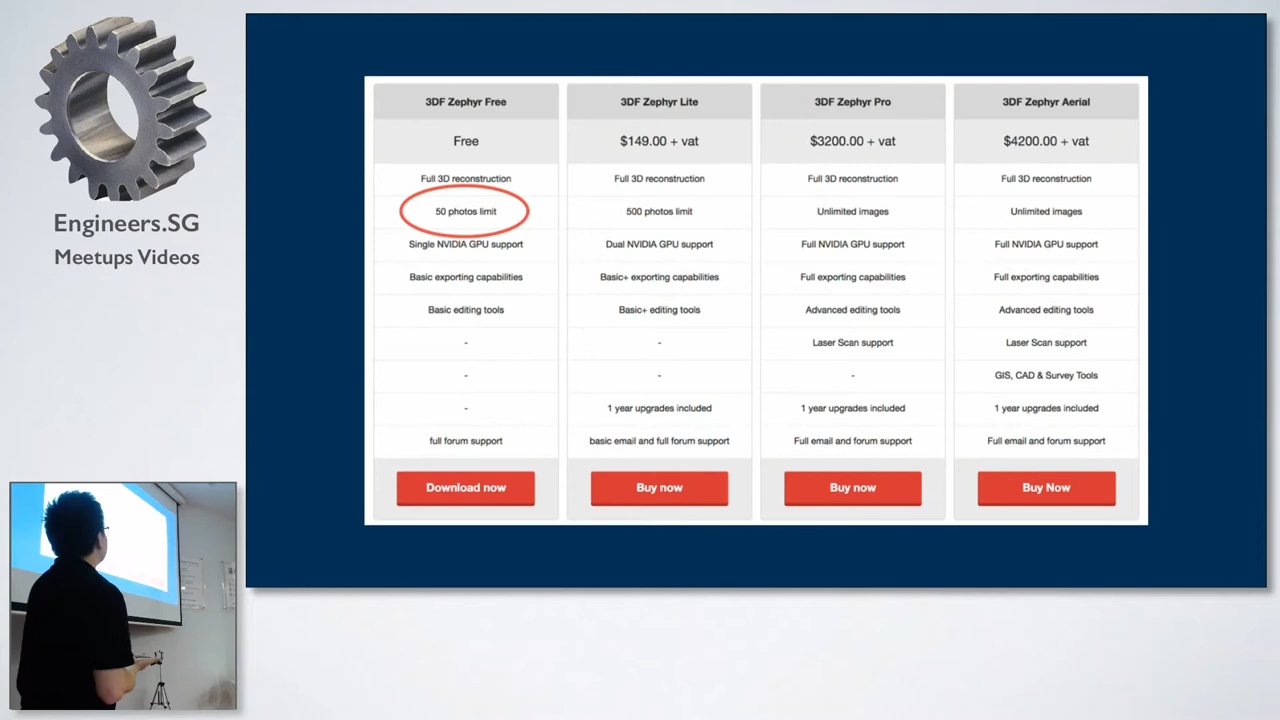 Engineers.SG
Meetups Videos
3DF Zephyr Free
Free
Full 3D reconstruction
50 photos limit
Single NVIDIA GPU support
Basic exporting capabilities
Basic editing tools
-
-
-
full forum support
Download now
3DF Zephyr Lite
$149.00 + vat
Full 3D reconstruction
500 photos limit
Dual NVIDIA GPU support
Basic+ exporting capabilities
Basic+ editing tools
-
-
1 year upgrades included
basic email and full forum support
Buy now
3DF Zephyr Pro
$3200.00 + vat
Full 3D reconstruction
Unlimited images
Full NVIDIA GPU support
Full exporting capabilities
Advanced editing tools
Laser Scan support
-
1 year upgrades included
Full email and forum support
Buy now
3DF Zephyr Aerial
$4200.00 + vat
Full 3D reconstruction
Unlimited images
Full NVIDIA GPU support
Full exporting capabilities
Advanced editing tools
Laser Scan support
GIS, CAD & Survey Tools
1 year upgrades included
Full email and forum support
Buy Now